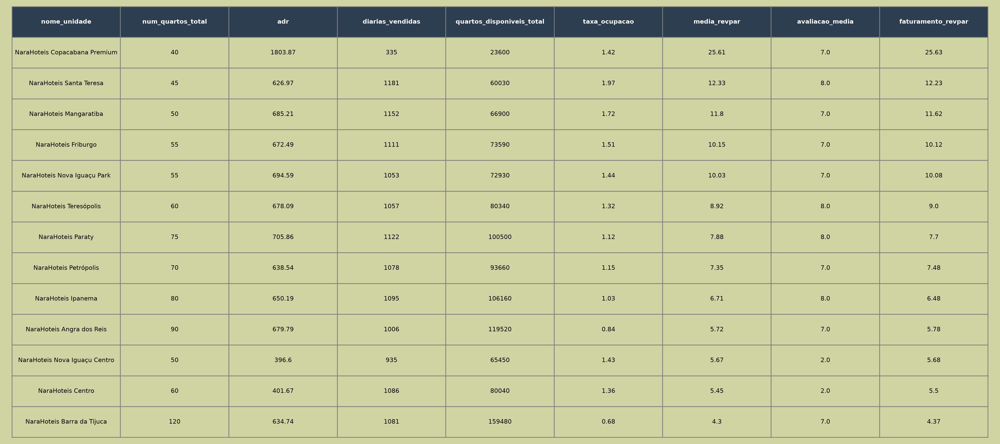 nome_unidade num_quartos_total adr diarias_vendidas quartos_disponiveis_total taxa_ocupacao media_revpar avaliacao_media faturamento_revpar
NaraHoteis Copacabana Premium 40 1803.87 335 23600 1.42 25.61 7.0 25.63
NaraHoteis Santa Teresa 45 626.97 1181 60030 1.97 12.33 8.0 12.23
NaraHoteis Mangaratiba 50 685.21 1152 66900 1.72 11.8 7.0 11.62
NaraHoteis Friburgo 55 672.49 1111 73590 1.51 10.15 7.0 10.12
NaraHoteis Nova Iguaçu Park 55 694.59 1053 72930 1.44 10.03 7.0 10.08
NaraHoteis Teresópolis 60 678.09 1057 80340 1.32 8.92 8.0 9.0
NaraHoteis Paraty 75 705.86 1122 100500 1.12 7.88 8.0 7.7
NaraHoteis Petrópolis 70 638.54 1078 93660 1.15 7.35 7.0 7.48
NaraHoteis Ipanema 80 650.19 1095 106160 1.03 6.71 8.0 6.48
NaraHoteis Angra dos Reis 90 679.79 1006 119520 0.84 5.72 7.0 5.78
NaraHoteis Nova Iguaçu Centro 50 396.6 935 65450 1.43 5.67 2.0 5.68
NaraHoteis Centro 60 401.67 1086 80040 1.36 5.45 2.0 5.5
NaraHoteis Barra da Tijuca 120 634.74 1081 159480 0.68 4.3 7.0 4.37